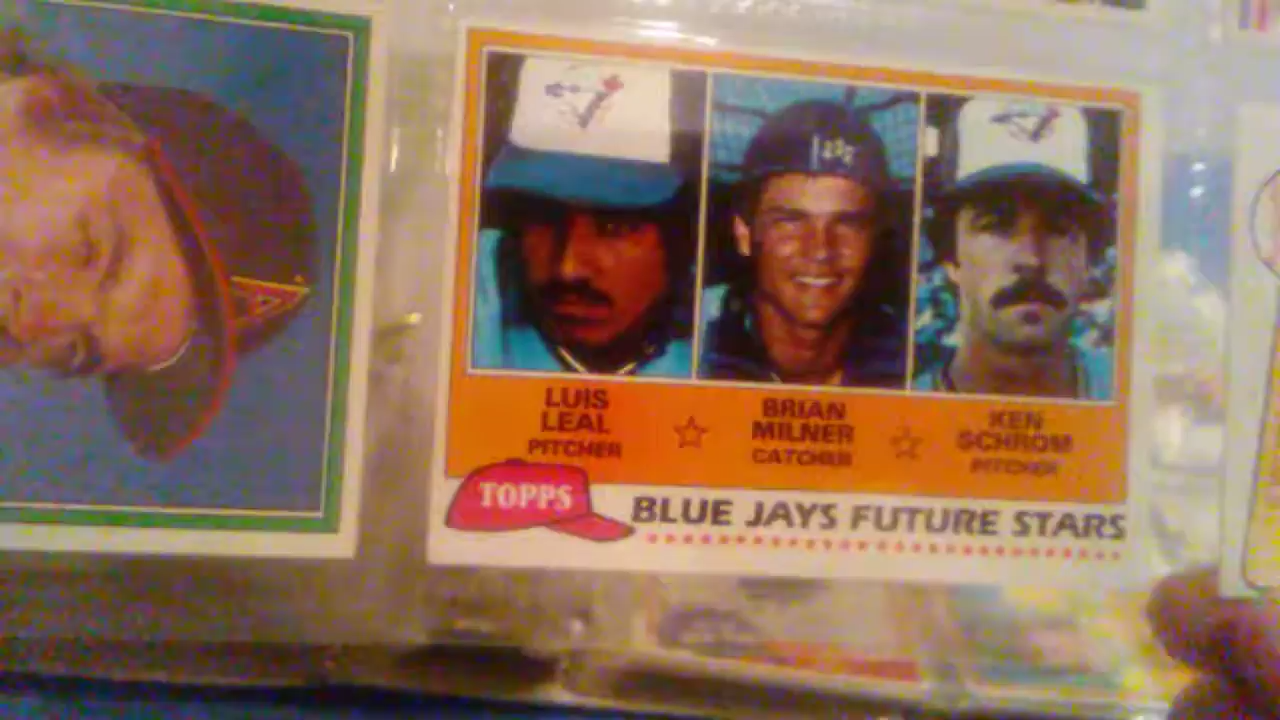 LUIS
LEAL
PITCHER
BRIAN
MILNER
CATCHER
KEN
SCHROM
PITCHER
TOPPS
BLUE JAYS FUTURE STARS